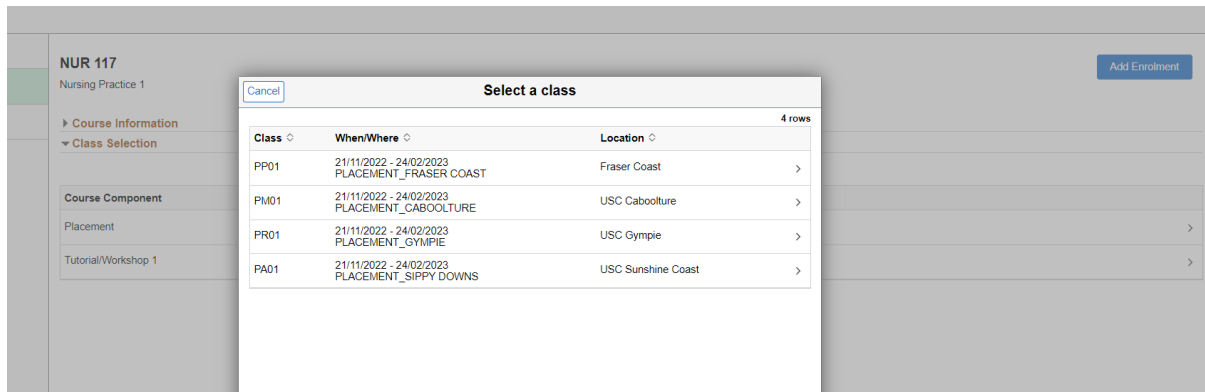 NUR 117
Nursing Practice 1
Add Enrolment
Course Information
Class Selection
Course Component
Placement
Tutorial/Workshop 1
Cancel
Select a class
4 rows
Class When/Where Location
PP01 21/11/2022 - 24/02/2023 Fraser Coast
PLACEMENT_FRASER COAST
PM01 21/11/2022 - 24/02/2023 USC Caboolture
PLACEMENT_CABOOLTURE
PR01 21/11/2022 - 24/02/2023 USC Gympie
PLACEMENT_GYMPIE
PA01 21/11/2022 - 24/02/2023 USC Sunshine Coast
PLACEMENT_SIPPY DOWNS